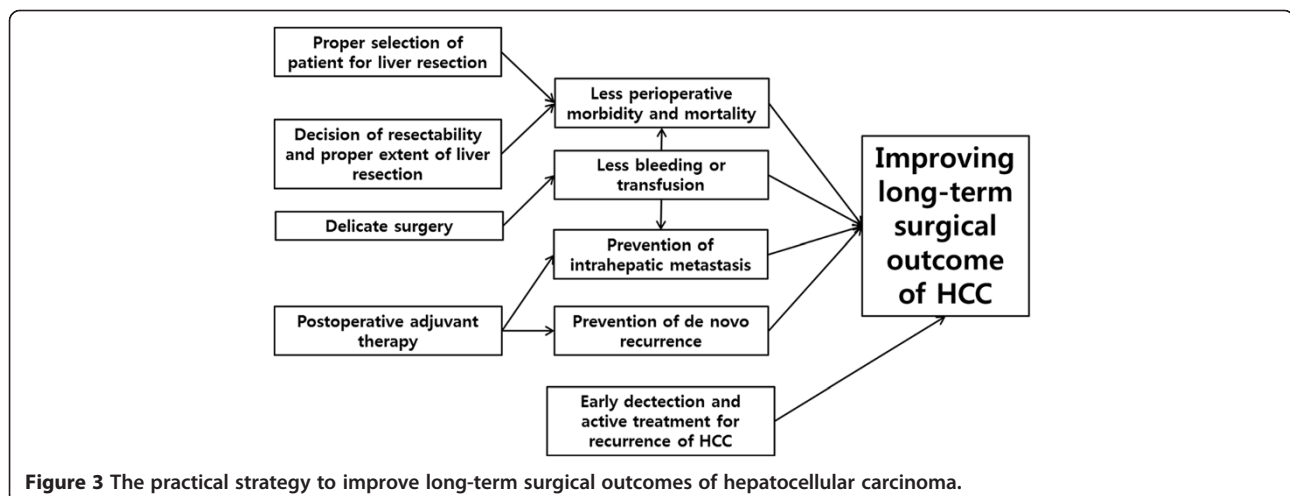 Proper selection of
patient for liver resection
Decision of resectability
and proper extent of liver
resection
Delicate surgery
Postoperative adjuvant
therapy
Less perioperative
morbidity and mortality
Less bleeding or
transfusion
Prevention of
intrahepatic metastasis
Prevention of de novo
recurrence
Early dectection and
active treatment for
recurrence of HCC
Improving
long-term
surgical
outcome
of HCC
Figure 3 The practical strategy to improve long-term surgical outcomes of hepatocellular carcinoma.